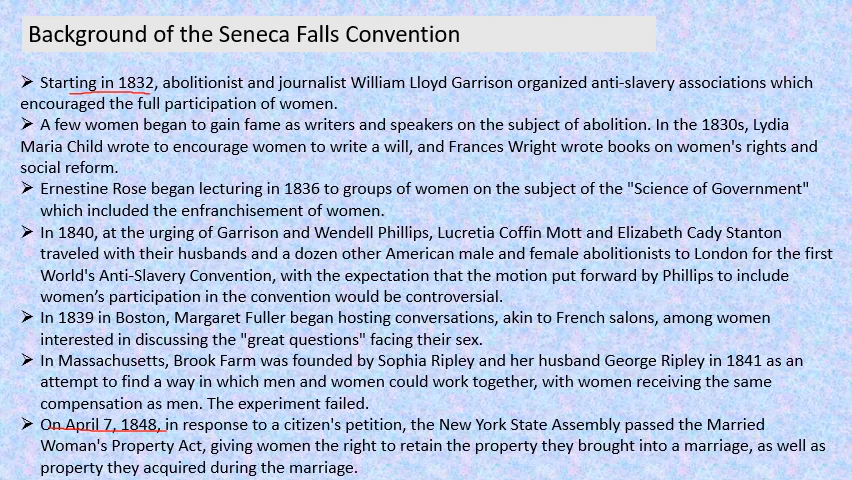 Background of the Seneca Falls Convention
➢ Starting in 1832, abolitionist and journalist William Lloyd Garrison organized anti-slavery associations which
encouraged the full participation of women.
➢ A few women began to gain fame as writers and speakers on the subject of abolition. In the 1830s, Lydia
Maria Child wrote to encourage women to write a will, and Frances Wright wrote books on women's rights and
social reform.
➢ Ernestine Rose began lecturing in 1836 to groups of women on the subject of the "Science of Government"
which included the enfranchisement of women.
➢ In 1840, at the urging of Garrison and Wendell Phillips, Lucretia Coffin Mott and Elizabeth Cady Stanton
traveled with their husbands and a dozen other American male and female abolitionists to London for the first
World's Anti-Slavery Convention, with the expectation that the motion put forward by Phillips to include
women’s participation in the convention would be controversial.
➢ In 1839 in Boston, Margaret Fuller began hosting conversations, akin to French salons, among women
interested in discussing the "great questions" facing their sex.
➢ In Massachusetts, Brook Farm was founded by Sophia Ripley and her husband George Ripley in 1841 as an
attempt to find a way in which men and women could work together, with women receiving the same
compensation as men. The experiment failed.
➢ On April 7, 1848, in response to a citizen's petition, the New York State Assembly passed the Married
Woman's Property Act, giving women the right to retain the property they brought into a marriage, as well as
property they acquired during the marriage.